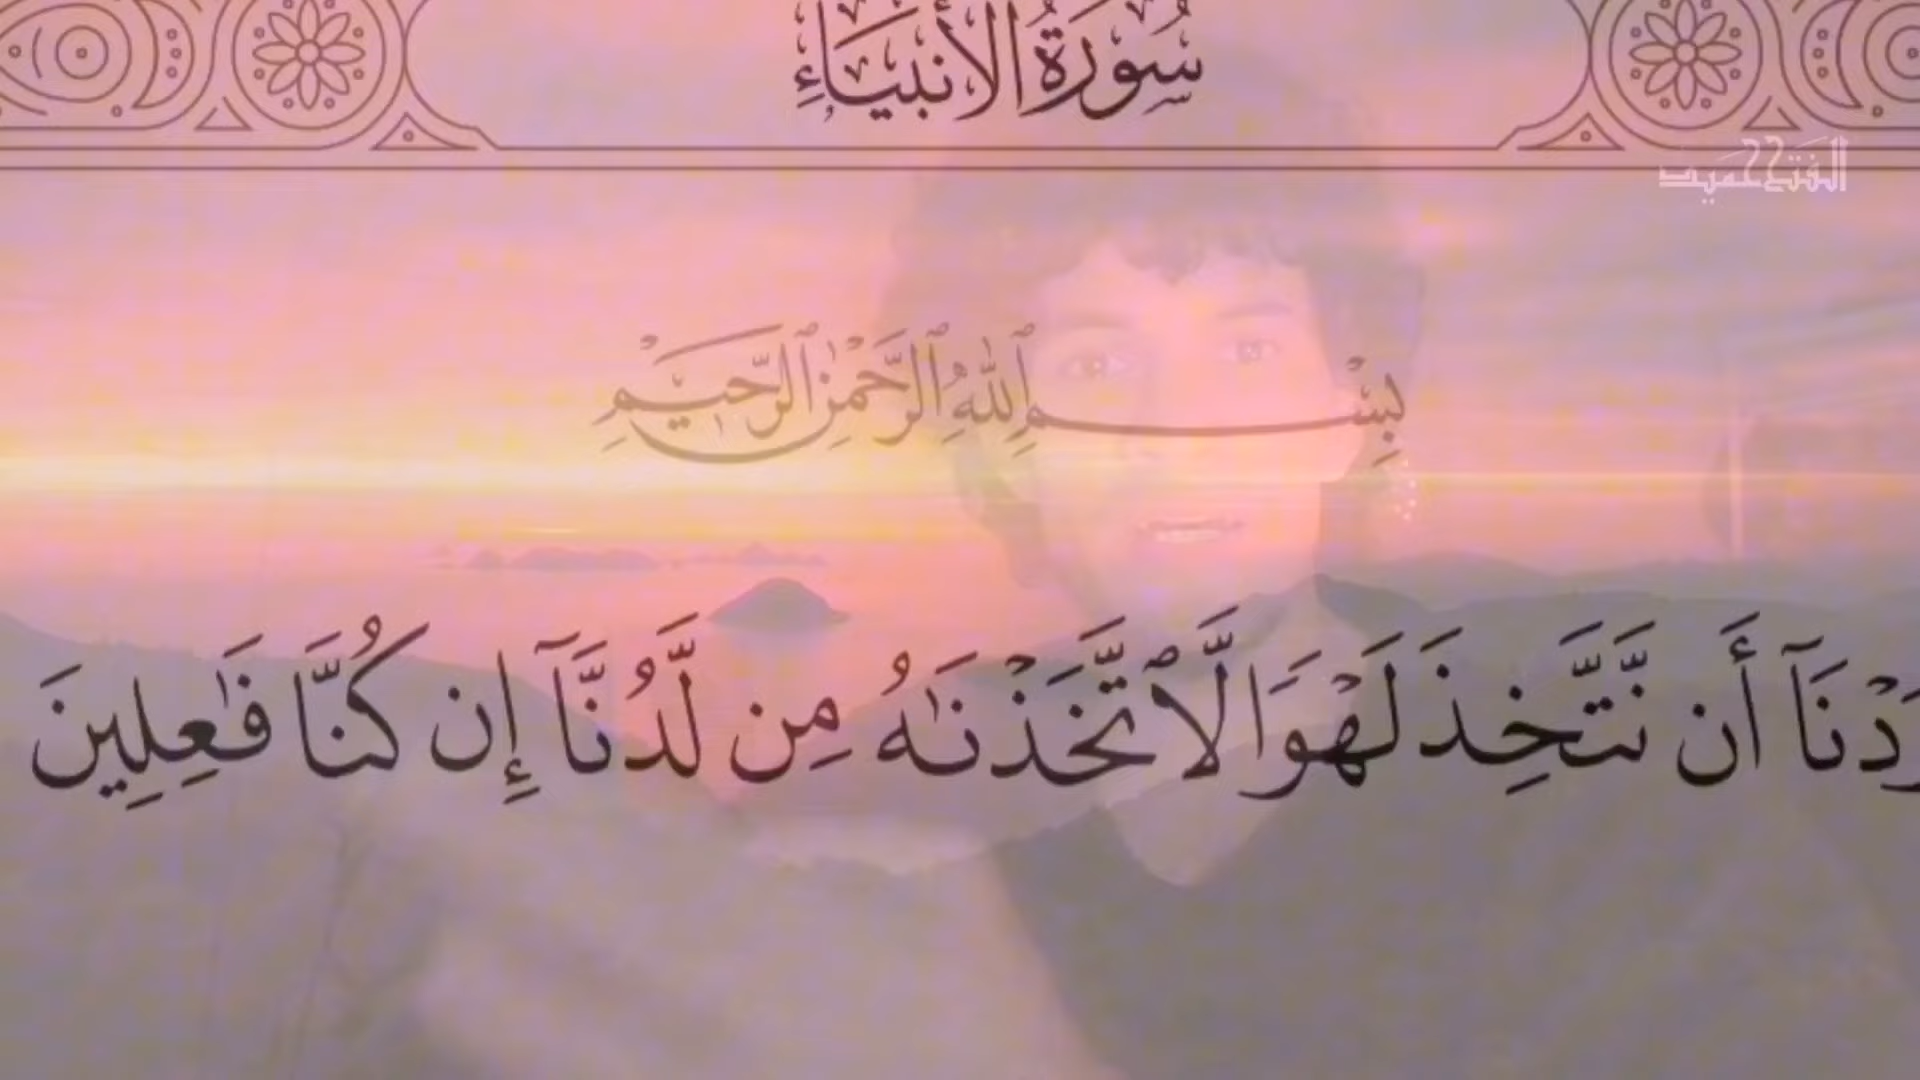 سُورَةُ الأَنبِيَاءِ
بِسْمِ ٱللَّهِ ٱلرَّحْمَٰنِ ٱلرَّحِيمِ
رَدْنَآ أَن نَّتَّخِذَ لَهْوًا لَّٱتَّخَذْنَٰهُ مِن لَّدُنَّآ إِن كُنَّا فَٰعِلِينَ